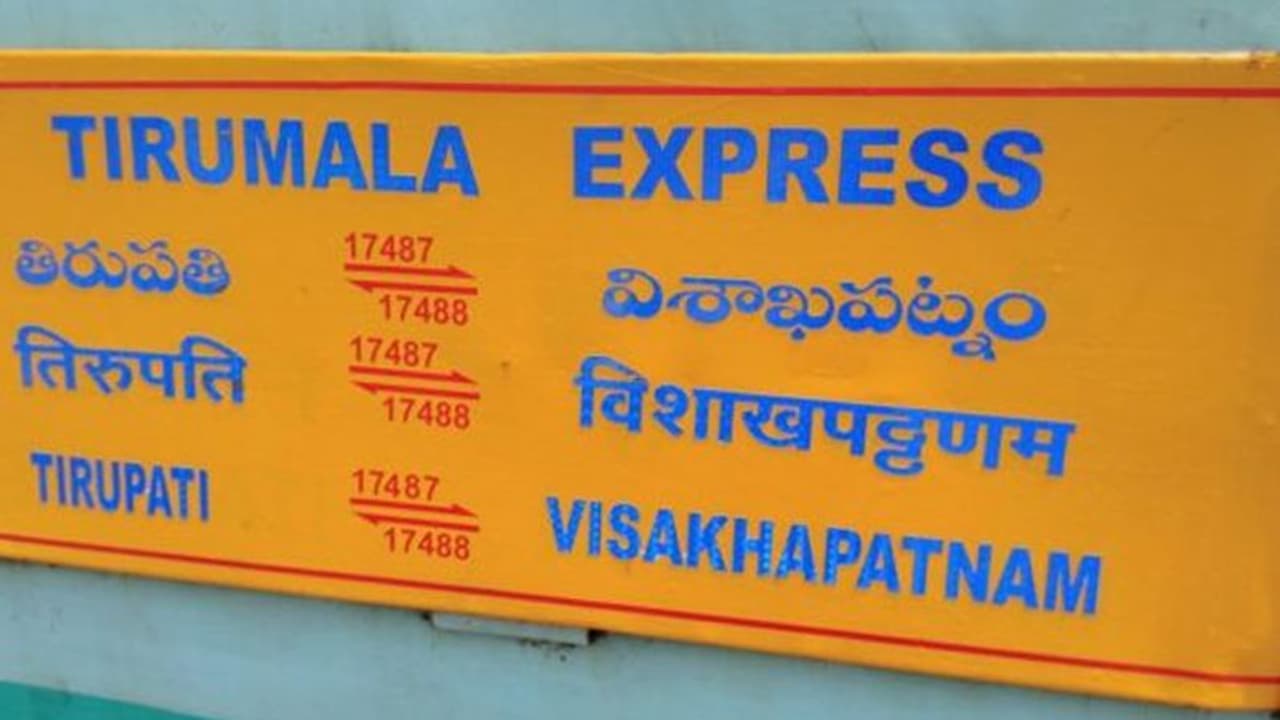 TIRUMALA EXPRESS
తిరుపతి 17487 విశాఖపట్నం
17488
तिरुपति 17487 विशाखपट्टणम
17488
TIRUPATI 17487 VISAKHAPATNAM
17488